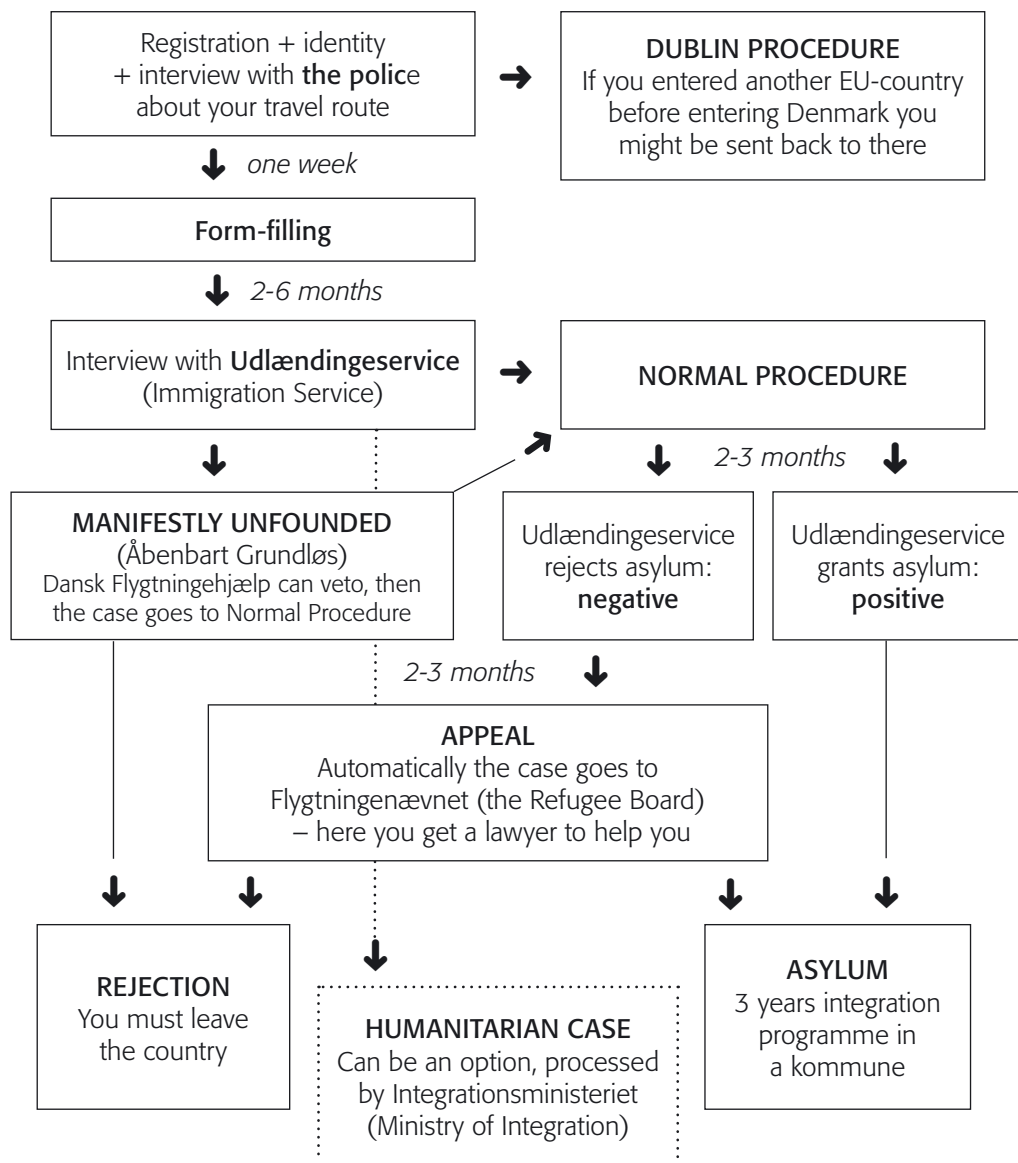 Registration + identity
+ interview with the police
about your travel route
DUBLIN PROCEDURE
If you entered another EU-country
before entering Denmark you
might be sent back to there
one week
Form-filling
2-6 months
Interview with Udlændingeservice
(Immigration Service)
NORMAL PROCEDURE
2-3 months
MANIFESTLY UNFOUNDED
(Åbenbart Grundløs)
Dansk Flygtningehjælp can veto, then
the case goes to Normal Procedure
Udlændingeservice
rejects asylum:
negative
Udlændingeservice
grants asylum:
positive
2-3 months
APPEAL
Automatically the case goes to
Flygtningenævnet (the Refugee Board)
– here you get a lawyer to help you
REJECTION
You must leave
the country
HUMANITARIAN CASE
Can be an option, processed
by Integrationsministeriet
(Ministry of Integration)
ASYLUM
3 years integration
programme in
a kommune